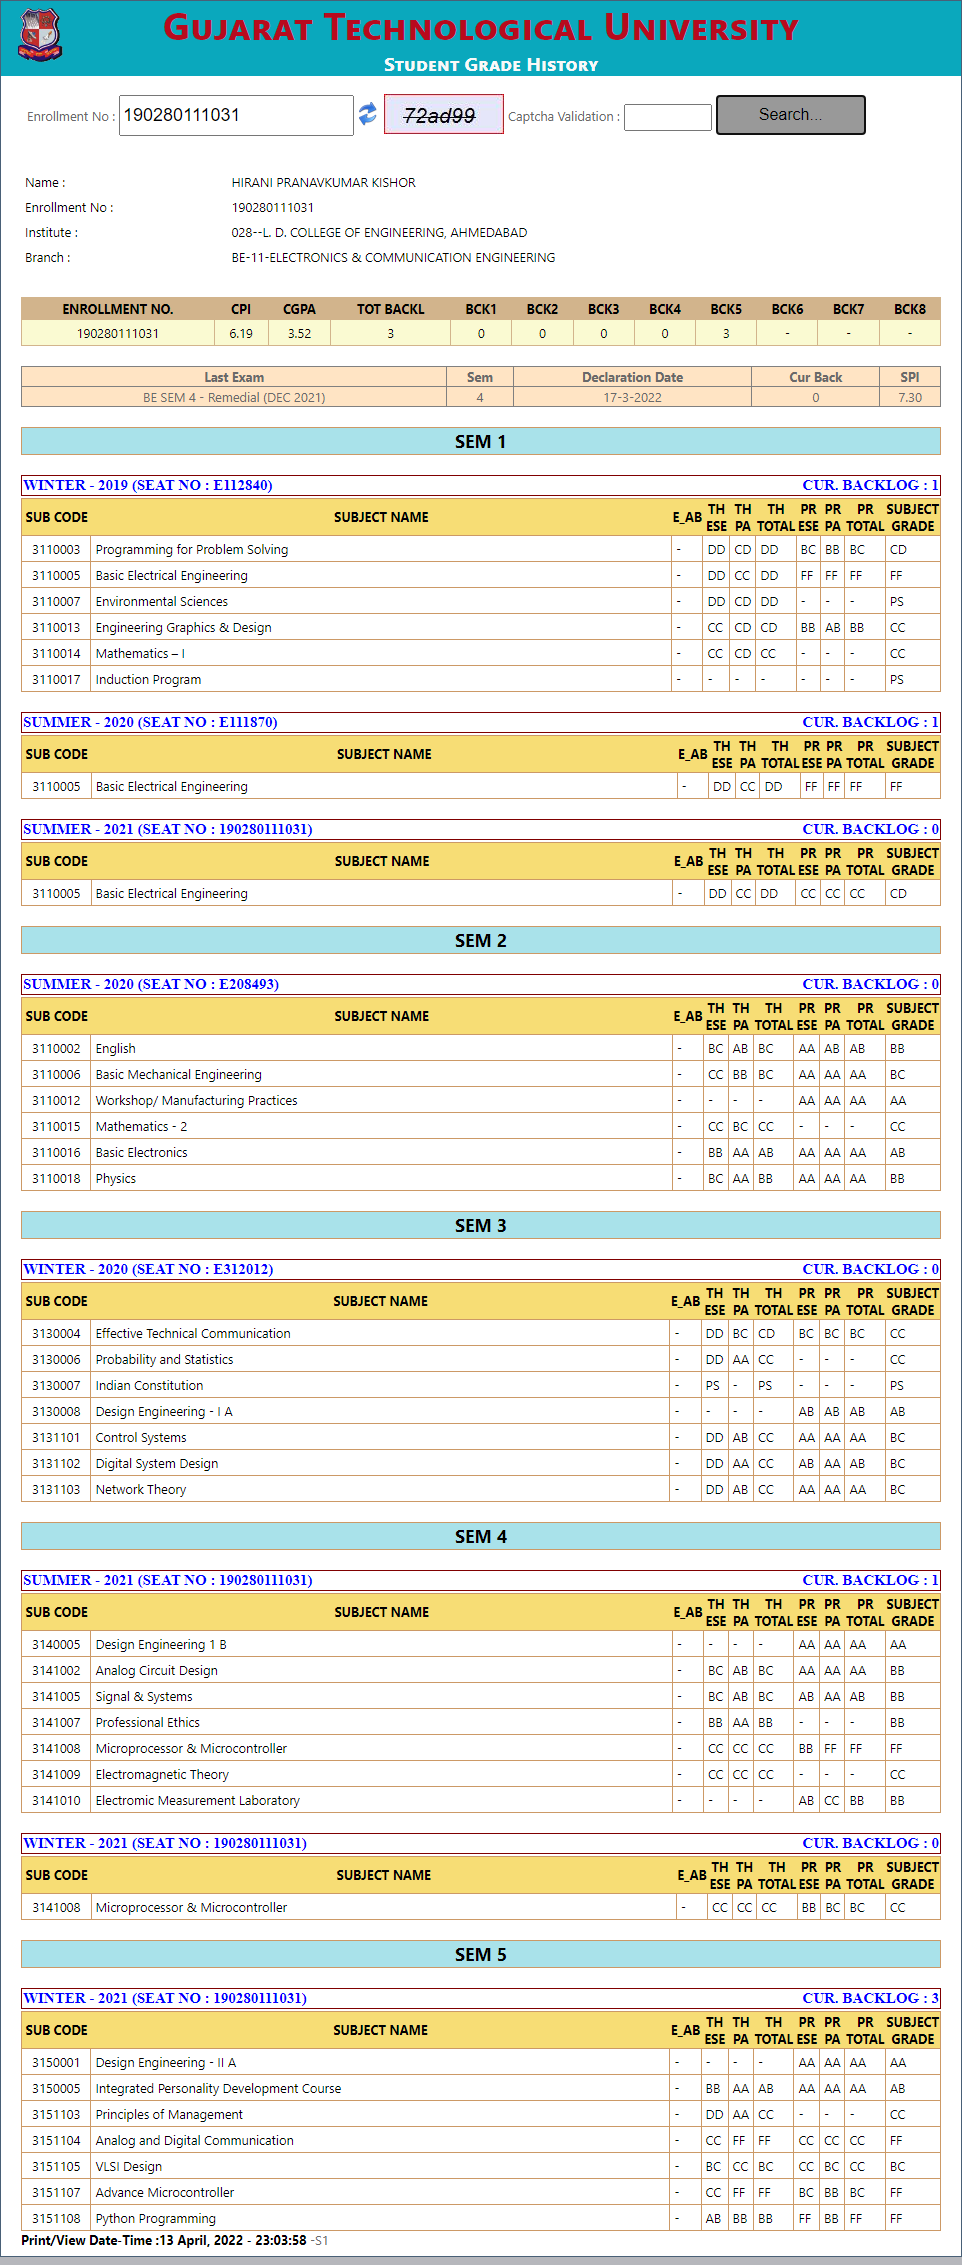 Gujarat Technological University
Student Grade History
Enrollment No : 190280111031 72ad99 Captcha Validation : Search...
Name : HIRANI PRANAVKUMAR KISHOR
Enrollment No : 190280111031
Institute : 028--L. D. COLLEGE OF ENGINEERING, AHMEDABAD
Branch : BE-11-ELECTRONICS & COMMUNICATION ENGINEERING
ENROLLMENT NO. CPI CGPA TOT BACKL BCK1 BCK2 BCK3 BCK4 BCK5 BCK6 BCK7 BCK8
190280111031 6.19 3.52 3 0 0 0 0 3 - - -
Last Exam Sem Declaration Date Cur Back SPI
BE SEM 4 - Remedial (DEC 2021) 4 17-3-2022 0 7.30
SEM 1
WINTER - 2019 (SEAT NO : E112840) CUR. BACKLOG : 1
SUB CODE SUBJECT NAME E_AB TH ESE TH PA TH TOTAL PR ESE PR PA PR TOTAL SUBJECT GRADE
3110003 Programming for Problem Solving - DD CD DD BC BB BC CD
3110005 Basic Electrical Engineering - DD CC DD FF FF FF FF
3110007 Environmental Sciences - DD CD DD - - - PS
3110013 Engineering Graphics & Design - CC CD CD BB AB BB CC
3110014 Mathematics – I - CC CD CC - - - CC
3110017 Induction Program - - - - - - - PS
SUMMER - 2020 (SEAT NO : E111870) CUR. BACKLOG : 1
SUB CODE SUBJECT NAME E_AB TH ESE TH PA TH TOTAL PR ESE PR PA PR TOTAL SUBJECT GRADE
3110005 Basic Electrical Engineering - DD CC DD FF FF FF FF
SUMMER - 2021 (SEAT NO : 190280111031) CUR. BACKLOG : 0
SUB CODE SUBJECT NAME E_AB TH ESE TH PA TH TOTAL PR ESE PR PA PR TOTAL SUBJECT GRADE
3110005 Basic Electrical Engineering - DD CC DD CC CC CC CD
SEM 2
SUMMER - 2020 (SEAT NO : E208493) CUR. BACKLOG : 0
SUB CODE SUBJECT NAME E_AB TH ESE TH PA TH TOTAL PR ESE PR PA PR TOTAL SUBJECT GRADE
3110002 English - BC AB BC AA AB AB BB
3110006 Basic Mechanical Engineering - CC BB BC AA AA AA BC
3110012 Workshop/ Manufacturing Practices - - - - AA AA AA AA
3110015 Mathematics - 2 - CC BC CC - - - CC
3110016 Basic Electronics - BB AA AB AA AA AA AB
3110018 Physics - BC AA BB AA AA AA BB
SEM 3
WINTER - 2020 (SEAT NO : E312012) CUR. BACKLOG : 0
SUB CODE SUBJECT NAME E_AB TH ESE TH PA TH TOTAL PR ESE PR PA PR TOTAL SUBJECT GRADE
3130004 Effective Technical Communication - DD BC CD BC BC BC CC
3130006 Probability and Statistics - DD AA CC - - - CC
3130007 Indian Constitution - PS - PS - - - PS
3130008 Design Engineering - I A - - - - AB AB AB AB
3131101 Control Systems - DD AB CC AA AA AA BC
3131102 Digital System Design - DD AA CC AB AA AB BC
3131103 Network Theory - DD AB CC AA AA AA BC
SEM 4
SUMMER - 2021 (SEAT NO : 190280111031) CUR. BACKLOG : 1
SUB CODE SUBJECT NAME E_AB TH ESE TH PA TH TOTAL PR ESE PR PA PR TOTAL SUBJECT GRADE
3140005 Design Engineering 1 B - - - - AA AA AA AA
3141002 Analog Circuit Design - BC AB BC AA AA AA BB
3141005 Signal & Systems - BC AB BC AB AA AB BB
3141007 Professional Ethics - BB AA BB - - - BB
3141008 Microprocessor & Microcontroller - CC CC CC BB FF FF FF
3141009 Electromagnetic Theory - CC CC CC - - - CC
3141010 Electromic Measurement Laboratory - - - - AB CC BB BB
WINTER - 2021 (SEAT NO : 190280111031) CUR. BACKLOG : 0
SUB CODE SUBJECT NAME E_AB TH ESE TH PA TH TOTAL PR ESE PR PA PR TOTAL SUBJECT GRADE
3141008 Microprocessor & Microcontroller - CC CC CC BB BC BC CC
SEM 5
WINTER - 2021 (SEAT NO : 190280111031) CUR. BACKLOG : 3
SUB CODE SUBJECT NAME E_AB TH ESE TH PA TH TOTAL PR ESE PR PA PR TOTAL SUBJECT GRADE
3150001 Design Engineering - II A - - - - AA AA AA AA
3150005 Integrated Personality Development Course - BB AA AB AA AA AA AB
3151103 Principles of Management - DD AA CC - - - CC
3151104 Analog and Digital Communication - CC FF FF CC CC CC FF
3151105 VLSI Design - BC CC BC CC BC CC BC
3151107 Advance Microcontroller - CC FF FF BC BB BC FF
3151108 Python Programming - AB BB BB FF BB FF FF
Print/View Date-Time :13 April, 2022 - 23:03:58 -S1